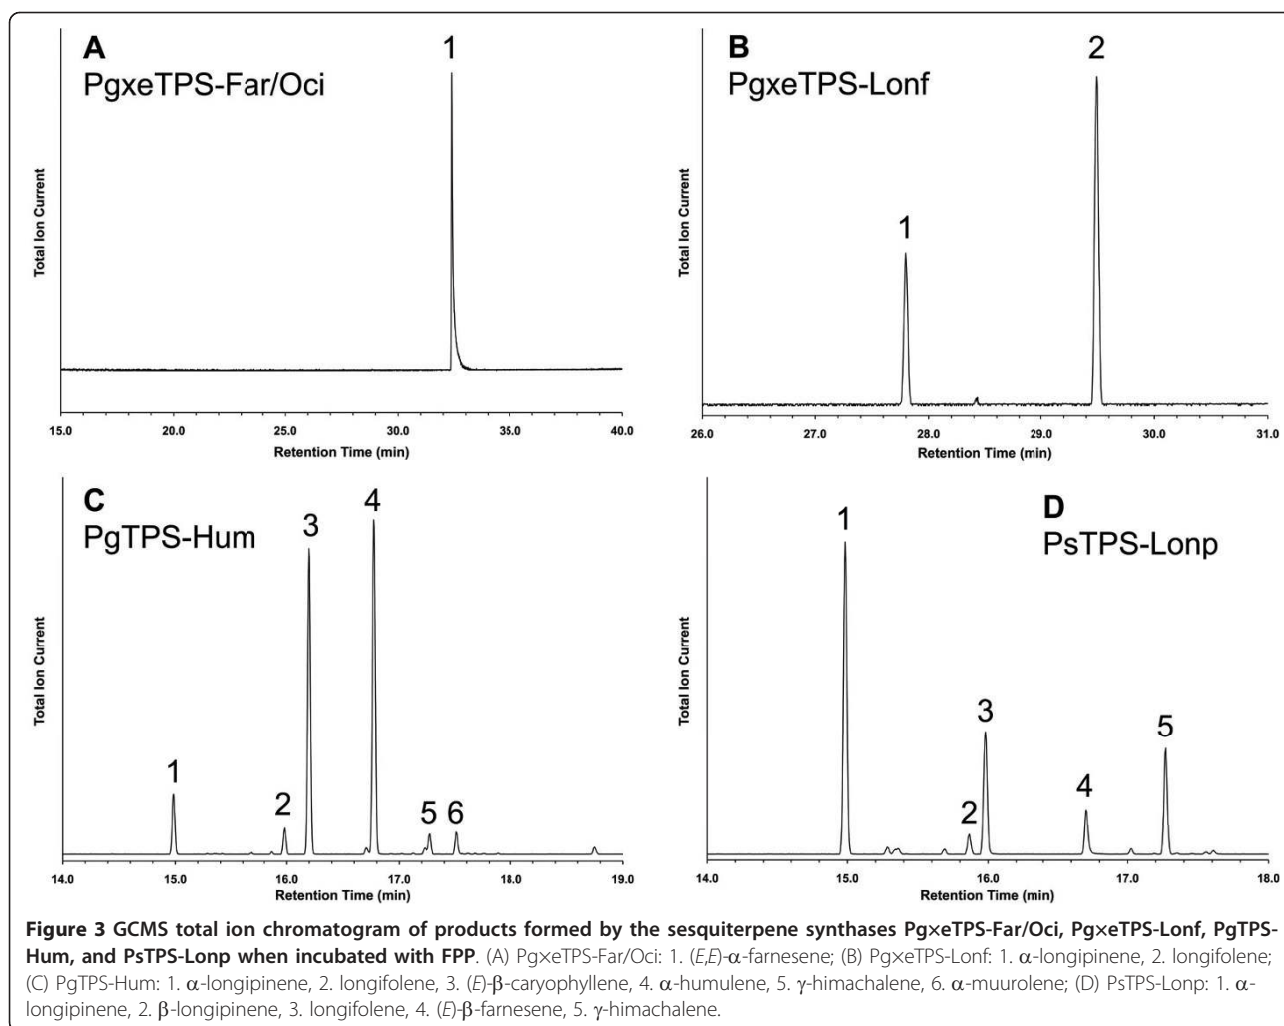 A
PgxeTPS-Far/Oci
1
Total Ion Current
15.0 20.0 25.0 30.0 35.0 40.0
Retention Time (min)
B
PgxeTPS-Lonf
1
2
Total Ion Current
26.0 27.0 28.0 29.0 30.0 31.0
Retention Time (min)
C
PgTPS-Hum
1
2
3
4
5
6
Total Ion Current
14.0 15.0 16.0 17.0 18.0 19.0
Retention Time (min)
D
PsTPS-Lonp
1
2
3
4
5
Total Ion Current
14.0 15.0 16.0 17.0 18.0
Retention Time (min)
Figure 3 GCMS total ion chromatogram of products formed by the sesquiterpene synthases Pg×eTPS-Far/Oci, Pg×eTPS-Lonf, PgTPS-
Hum, and PsTPS-Lonp when incubated with FPP. (A) Pg×eTPS-Far/Oci: 1. (E,E)-α-farnesene; (B) Pg×eTPS-Lonf: 1. α-longipinene, 2. longifolene;
(C) PgTPS-Hum: 1. α-longipinene, 2. longifolene, 3. (E)-β-caryophyllene, 4. α-humulene, 5. γ-himachalene, 6. α-muurolene; (D) PsTPS-Lonp: 1. α-
longipinene, 2. β-longipinene, 3. longifolene, 4. (E)-β-farnesene, 5. γ-himachalene.